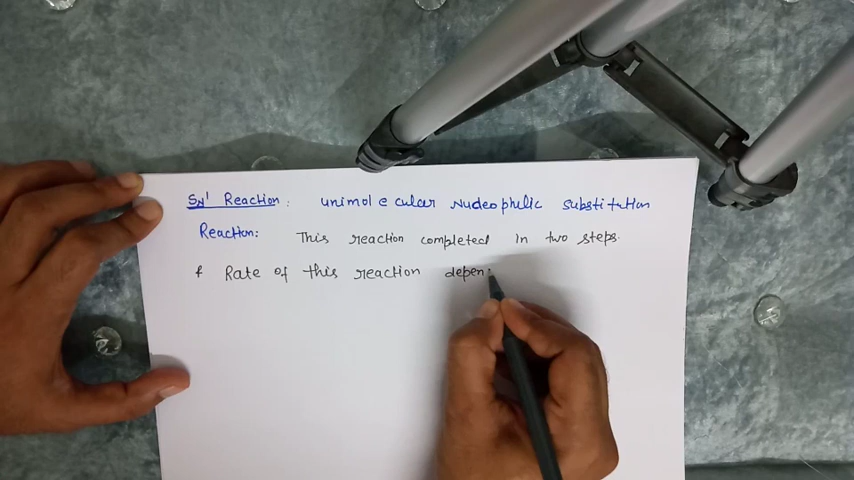 SN1 Reaction: Unimolecular Nucleophilic Substitution
Reaction: This reaction completed in two steps.
& Rate of this reaction depen